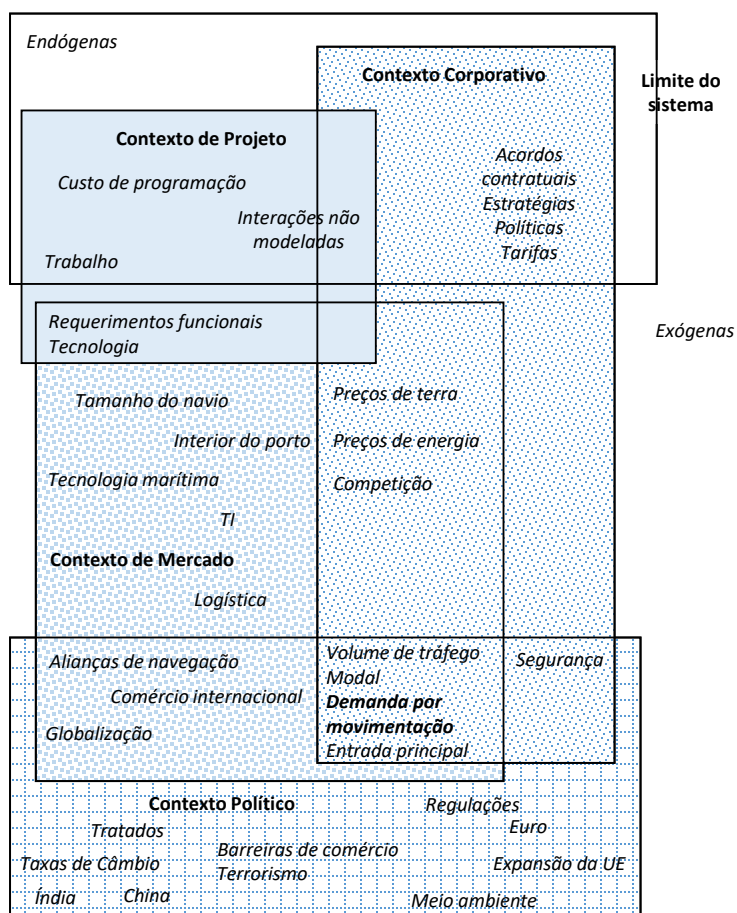 Endógenas
Contexto Corporativo
Limite do
sistema
Contexto de Projeto
Custo de programação
Acordos
contratuais
Estratégias
Políticas
Tarifas
Interações não
modeladas
Trabalho
Requerimentos funcionais
Tecnologia
Exógenas
Tamanho do navio
Preços de terra
Interior do porto
Preços de energia
Tecnologia marítima
Competição
TI
Contexto de Mercado
Logística
Alianças de navegação
Volume de tráfego
Segurança
Modal
Comércio internacional
Demanda por
movimentação
Globalização
Entrada principal
Contexto Político
Regulações
Tratados
Euro
Barreiras de comércio
Taxas de Câmbio
Terrorismo
Expansão da UE
Índia
China
Meio ambiente